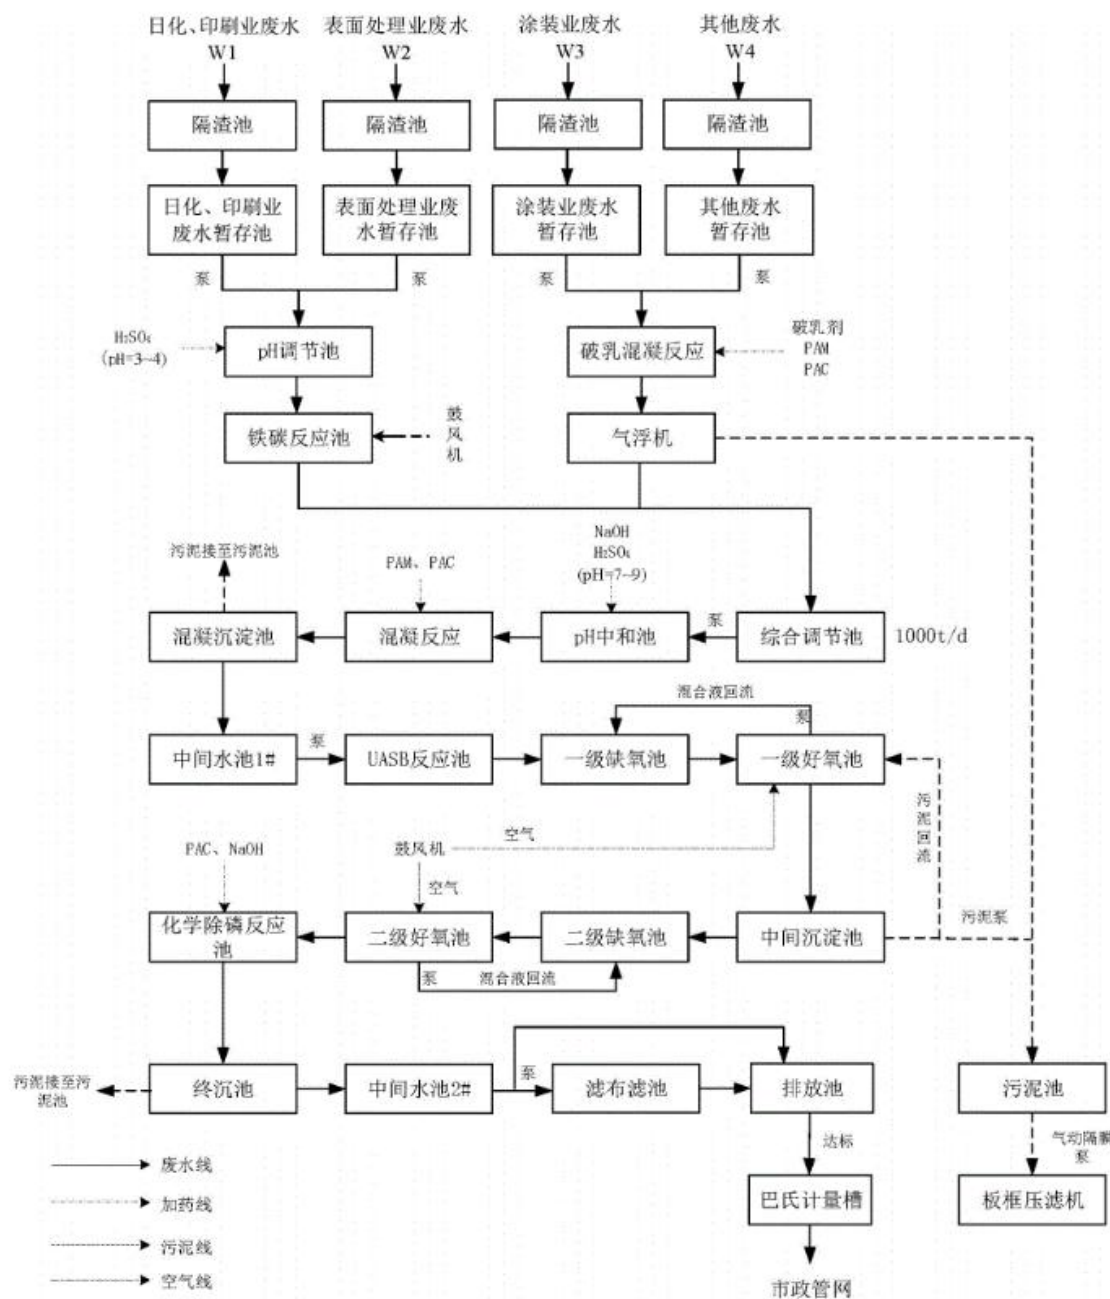 日化、印刷业废水
W1
表面处理业废水
W2
涂装业废水
W3
其他废水
W4
隔渣池
隔渣池
隔渣池
隔渣池
日化、印刷业
废水暂存池
表面处理业废
水暂存池
涂装业废水
暂存池
其他废水
暂存池
泵
泵
泵
泵
H₂SO₄
(pH=3~4)
pH调节池
破乳混凝反应
破乳剂
PAM
PAC
铁碳反应池
鼓
风
机
气浮机
污泥接至污泥池
PAM、PAC
NaOH
H₂SO₄
(pH=7~9)
混凝沉淀池
混凝反应
pH中和池
泵
综合调节池
1000t/d
混合液回流
泵
中间水池1#
泵
UASB反应池
一级缺氧池
一级好氧池
污
泥
回
流
PAC、NaOH
鼓风机
空气
空气
化学除磷反应
池
二级好氧池
二级缺氧池
中间沉淀池
污泥泵
泵
混合液回流
污泥接至污
泥池
终沉池
中间水池2#
泵
滤布滤池
排放池
污泥池
达标
气动隔膜
泵
巴氏计量槽
板框压滤机
市政管网
废水线
加药线
污泥线
空气线